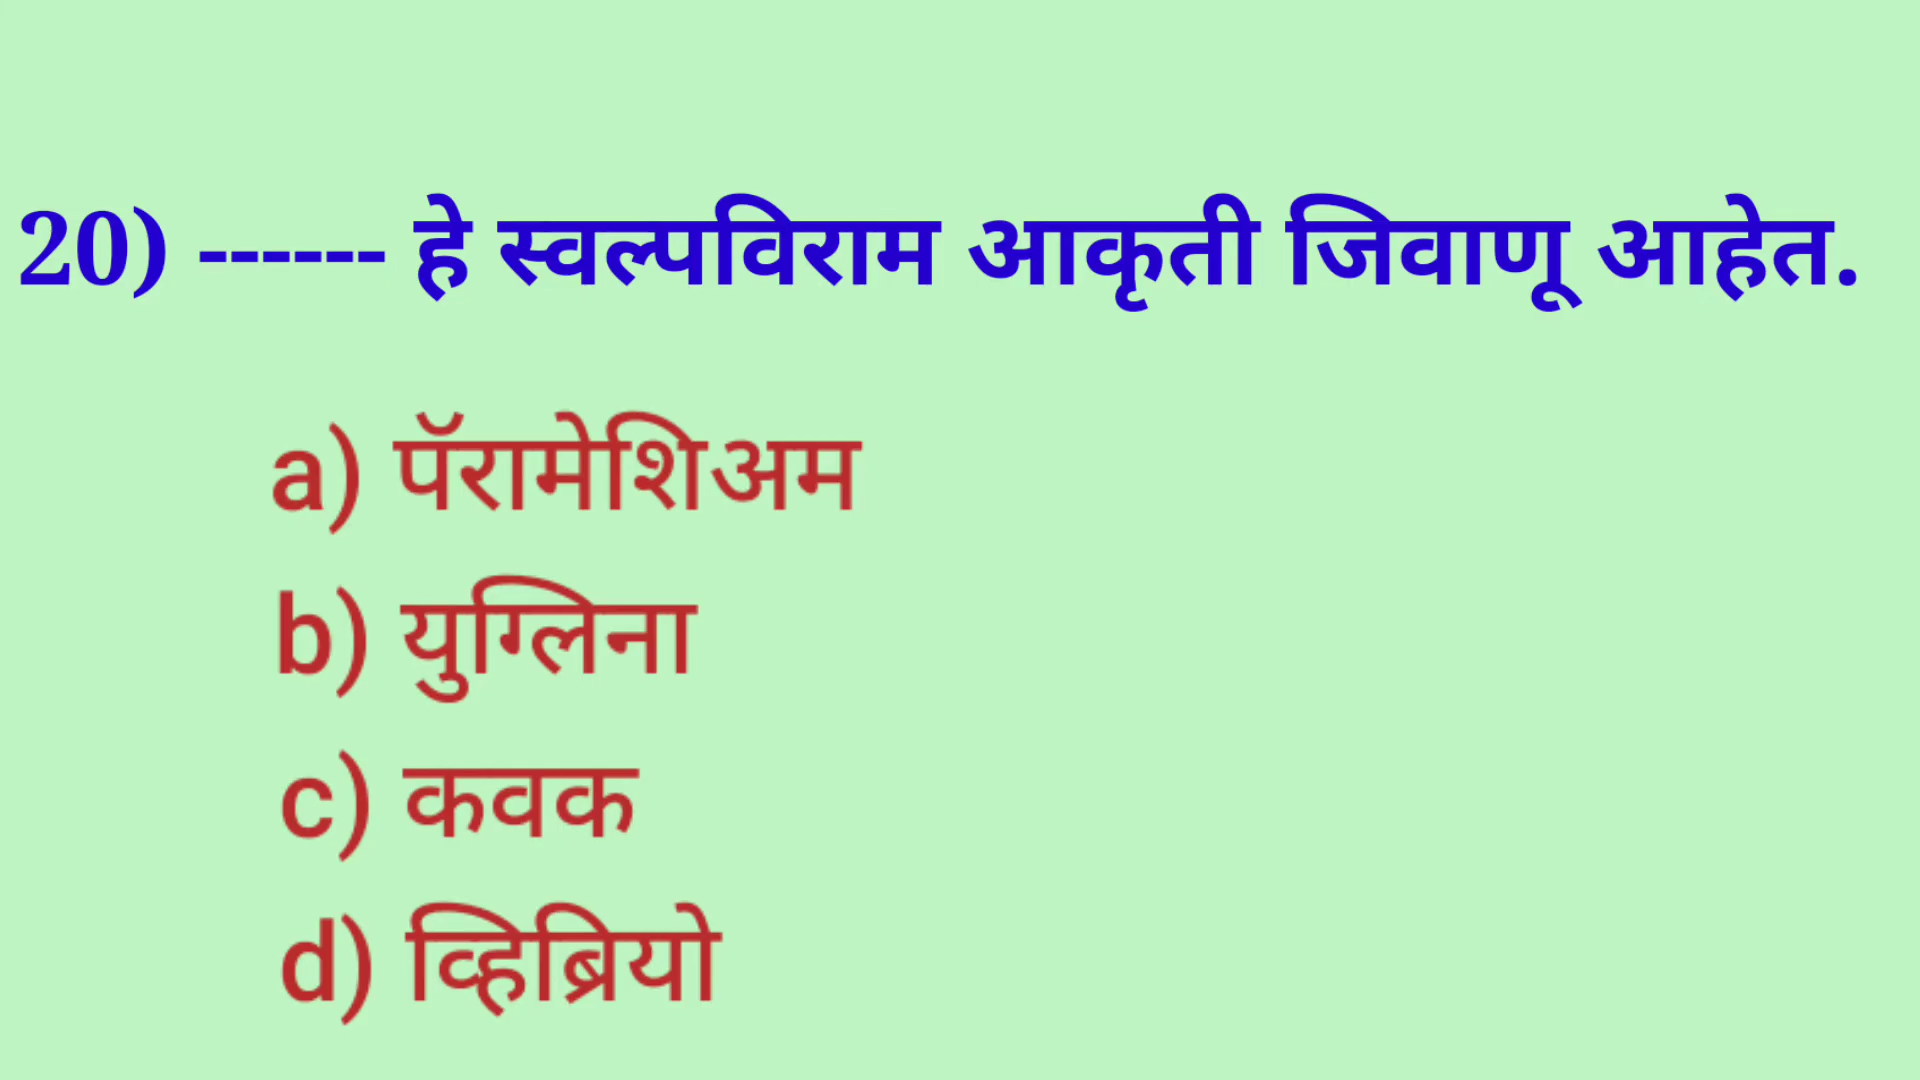 20) ------ हे स्वल्पविराम आकृती जिवाणू आहेत.
a) पॅरामेशिअम
b) युग्लिना
c) कवक
d) व्हिब्रियो